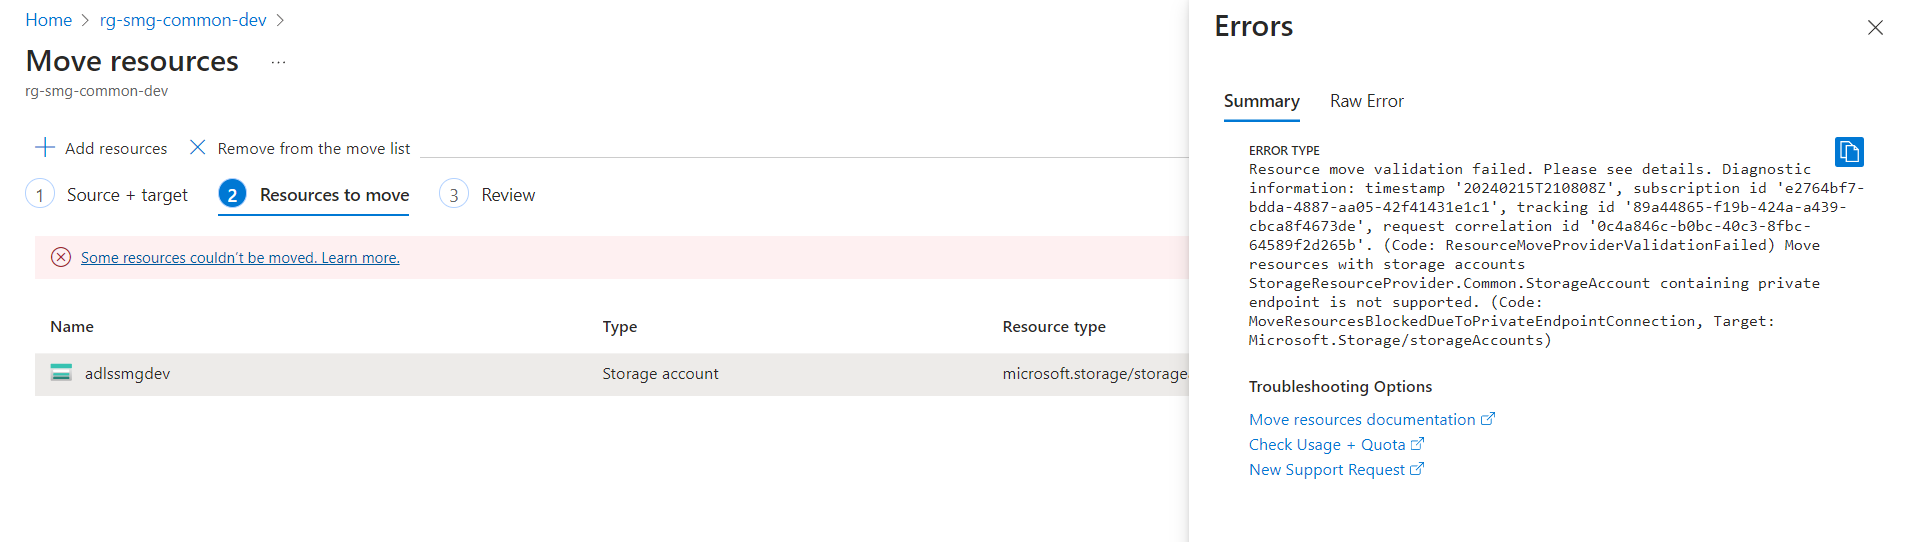 Home > rg-smg-common-dev >
Move resources ...
rg-smg-common-dev
Add resources Remove from the move list
1 Source + target 2 Resources to move 3 Review
Some resources couldn't be moved. Learn more.
Name Type Resource type
adlssmgdev Storage account microsoft.storage/storage
Errors
Summary Raw Error
ERROR TYPE
Resource move validation failed. Please see details. Diagnostic
information: timestamp '20240215T210808Z', subscription id 'e2764bf7-
bdda-4887-aa05-42f41431e1c1', tracking id '89a44865-f19b-424a-a439-
cbca8f4673de', request correlation id '0c4a846c-b0bc-40c3-8fbc-
64589f2d265b'. (Code: ResourceMoveProviderValidationFailed) Move
resources with storage accounts
StorageResourceProvider.Common.StorageAccount containing private
endpoint is not supported. (Code:
MoveResourcesBlockedDueToPrivateEndpointConnection, Target:
Microsoft.Storage/storageAccounts)
Troubleshooting Options
Move resources documentation
Check Usage + Quota
New Support Request